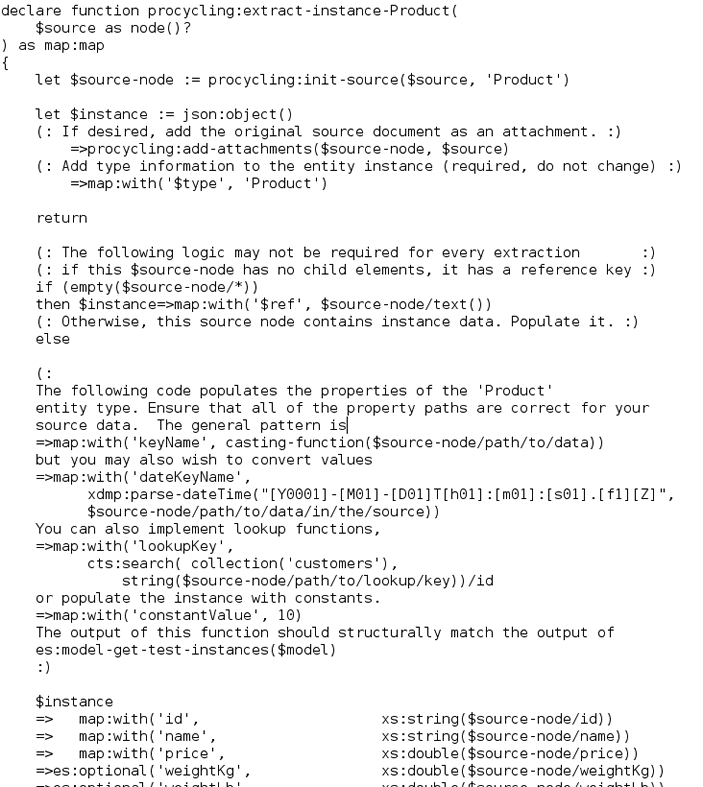 declare function procycling:extract-instance-Product(
    $source as node()?
) as map:map
{
    let $source-node := procycling:init-source($source, 'Product')

    let $instance := json:object()
    (: If desired, add the original source document as an attachment. :)
        =>procycling:add-attachments($source-node, $source)
    (: Add type information to the entity instance (required, do not change) :)
        =>map:with('$type', 'Product')

    return

    (: The following logic may not be required for every extraction       :)
    (: if this $source-node has no child elements, it has a reference key :)
    if (empty($source-node/*))
    then $instance=>map:with('$ref', $source-node/text())
    (: Otherwise, this source node contains instance data. Populate it. :)
    else

    (:
    The following code populates the properties of the 'Product'
    entity type. Ensure that all of the property paths are correct for your
    source data.  The general pattern is
    =>map:with('keyName', casting-function($source-node/path/to/data))
    but you may also wish to convert values
    =>map:with('dateKeyName',
          xdmp:parse-dateTime("[Y0001]-[M01]-[D01]T[h01]:[m01]:[s01].[f1][Z]",
          $source-node/path/to/data/in/the/source))
    You can also implement lookup functions,
    =>map:with('lookupKey',
          cts:search( collection('customers'),
              string($source-node/path/to/lookup/key))/id
    or populate the instance with constants.
    =>map:with('constantValue', 10)
    The output of this function should structurally match the output of
    es:model-get-test-instances($model)
    :)

    $instance
    =>   map:with('id',                     xs:string($source-node/id))
    =>   map:with('name',                   xs:string($source-node/name))
    =>   map:with('price',                  xs:double($source-node/price))
    =>es:optional('weightKg',               xs:double($source-node/weightKg))
    =>es:optional('weightLb',               xs:double($source-node/weightLb))